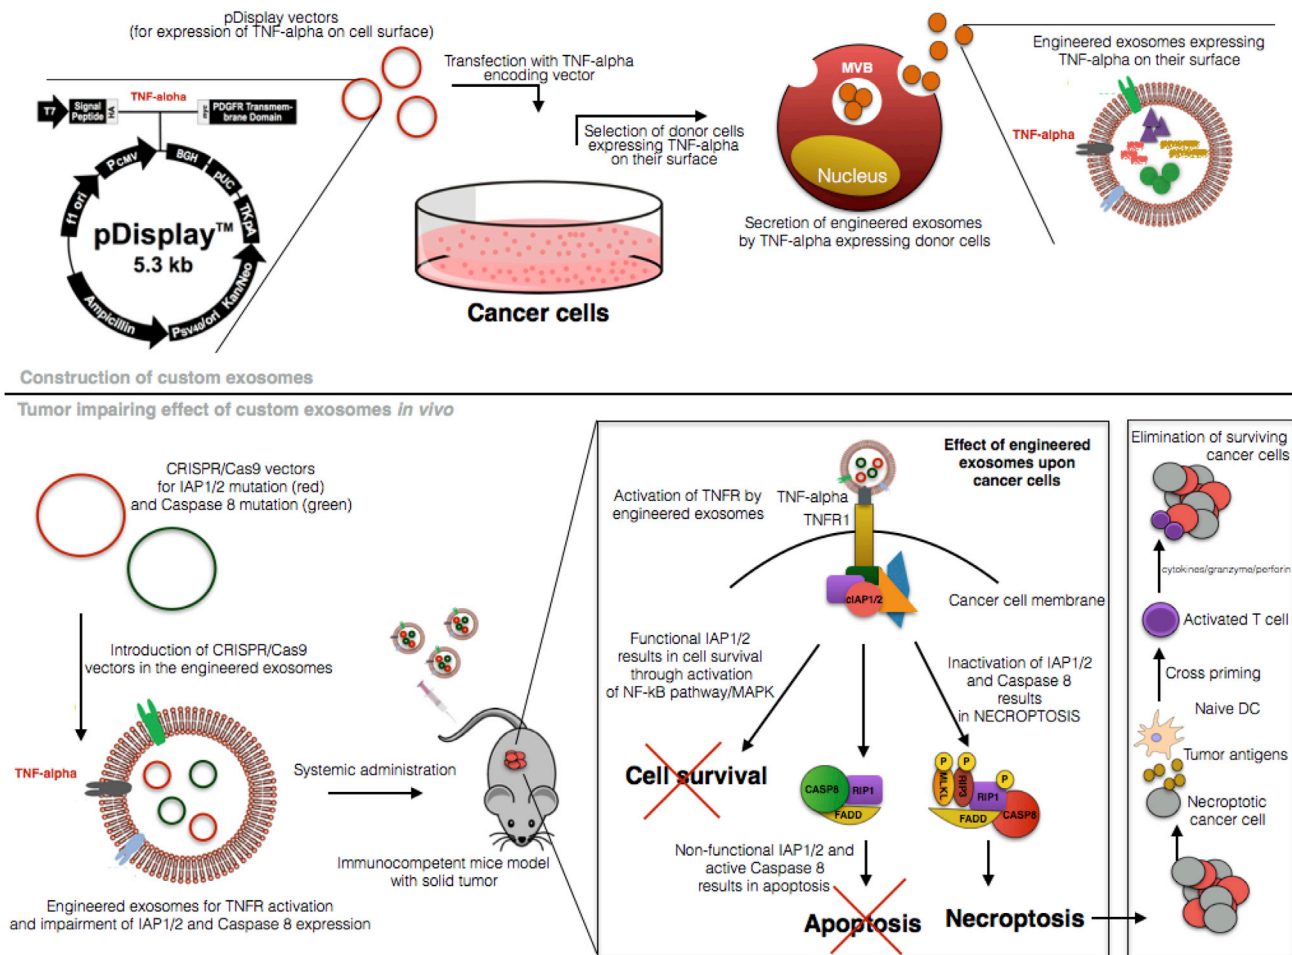 pDisplay vectors
(for expression of TNF-alpha on cell surface)
Transfection with TNF-alpha
encoding vector
TNF-alpha
T7
Signal
Peptide
HA
myc
PDGFR Transmem-
brane Domain
PCMV
BGH
pUC
TKpA
Kan/Neo
PSV40/ori
Ampicillin
f1 ori
pDisplay™
5.3 kb
Selection of donor cells
expressing TNF-alpha
on their surface
Cancer cells
MVB
Nucleus
Secretion of engineered exosomes
by TNF-alpha expressing donor cells
Engineered exosomes expressing
TNF-alpha on their surface
TNF-alpha
Construction of custom exosomes
Tumor impairing effect of custom exosomes in vivo
CRISPR/Cas9 vectors
for IAP1/2 mutation (red)
and Caspase 8 mutation (green)
Introduction of CRISPR/Cas9
vectors in the engineered exosomes
TNF-alpha
Engineered exosomes for TNFR activation
and impairment of IAP1/2 and Caspase 8 expression
Systemic administration
Immunocompetent mice model
with solid tumor
Effect of engineered
exosomes upon
cancer cells
Activation of TNFR by
engineered exosomes
TNF-alpha
TNFR1
cIAP1/2
Cancer cell membrane
Functional IAP1/2
results in cell survival
through activation
of NF-kB pathway/MAPK
Inactivation of IAP1/2
and Caspase 8
results
in NECROPTOSIS
Cell survival
CASP8
RIP1
FADD
P
P
P
MLKL
RIP3
RIP1
FADD
CASP8
Non-functional IAP1/2 and
active Caspase 8
results in apoptosis
Apoptosis
Necroptosis
Elimination of surviving
cancer cells
cytokines/granzyme/perforin
Activated T cell
Cross priming
Naive DC
Tumor antigens
Necroptotic
cancer cell